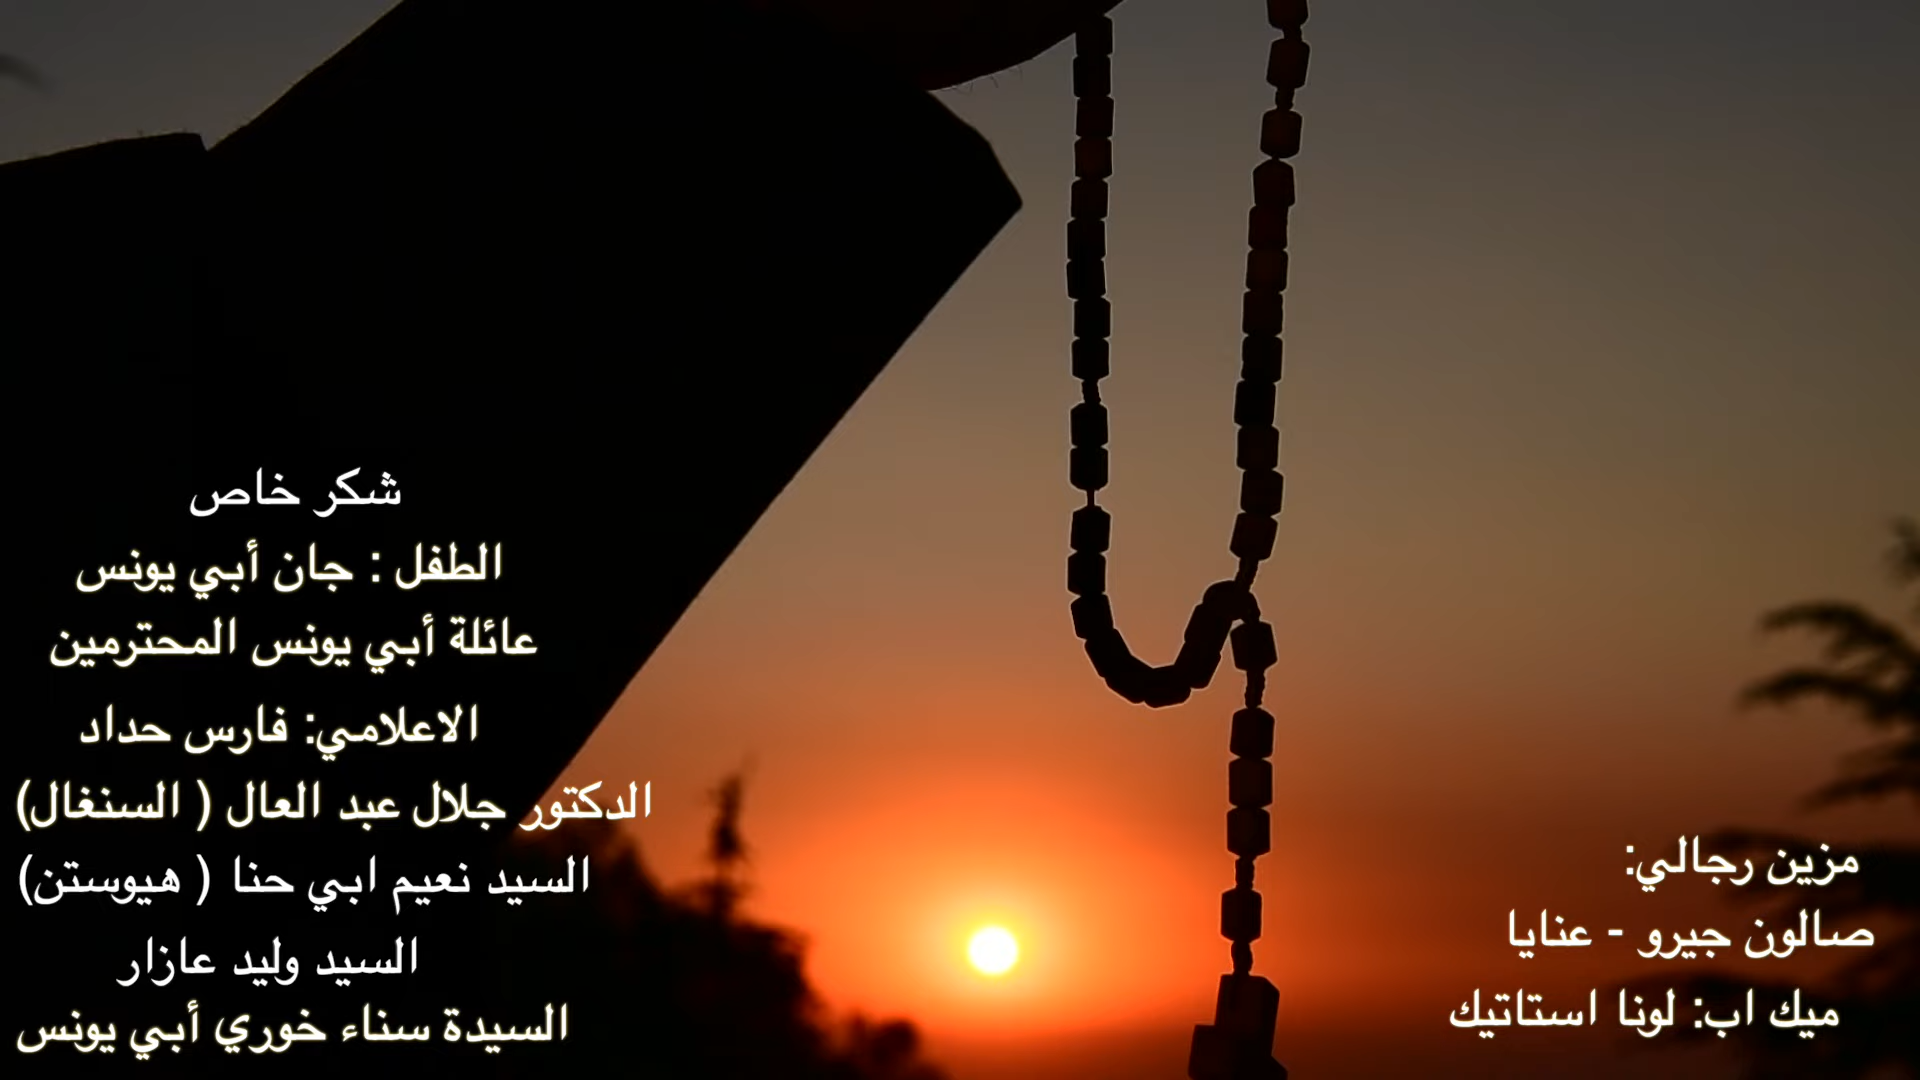 شكر خاص
الطفل : جان أبي يونس
عائلة أبي يونس المحترمين
الاعلامي: فارس حداد
الدكتور جلال عبد العال ( السنغال)
السيد نعيم ابي حنا ( هيوستن)
السيد وليد عازار
السيدة سناء خوري أبي يونس
مزين رجالي:
صالون جيرو - عنايا
ميك اب: لونا استاتيك